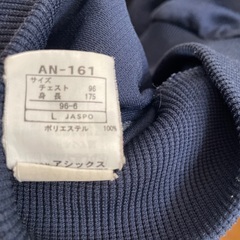 AN-161
サイズ
チェスト 96
身長 175
96-6
L JASPO
ポリエステル 100%
アシックス